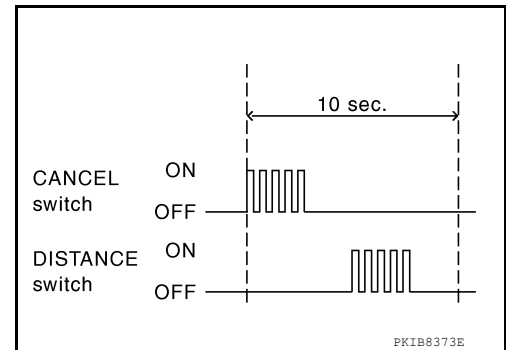 10 sec.
CANCEL
switch
ON
OFF
DISTANCE
switch
ON
OFF
PKIB8373E